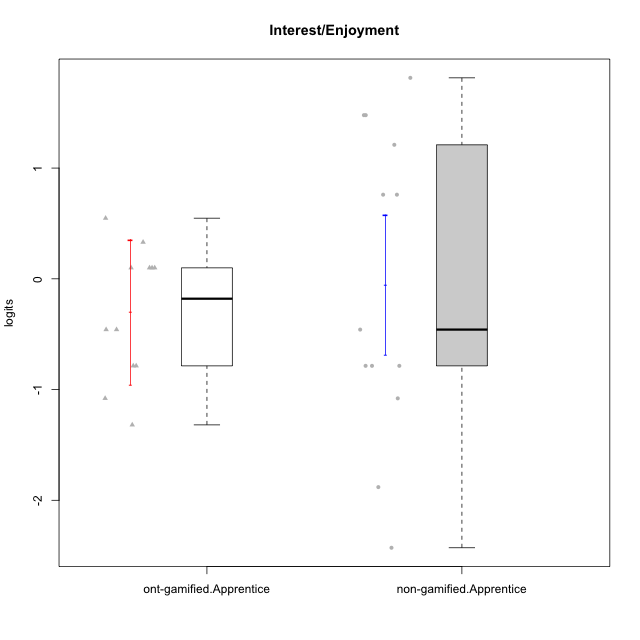 Interest/Enjoyment
logits
1
0
-1
-2
ont-gamified.Apprentice
non-gamified.Apprentice